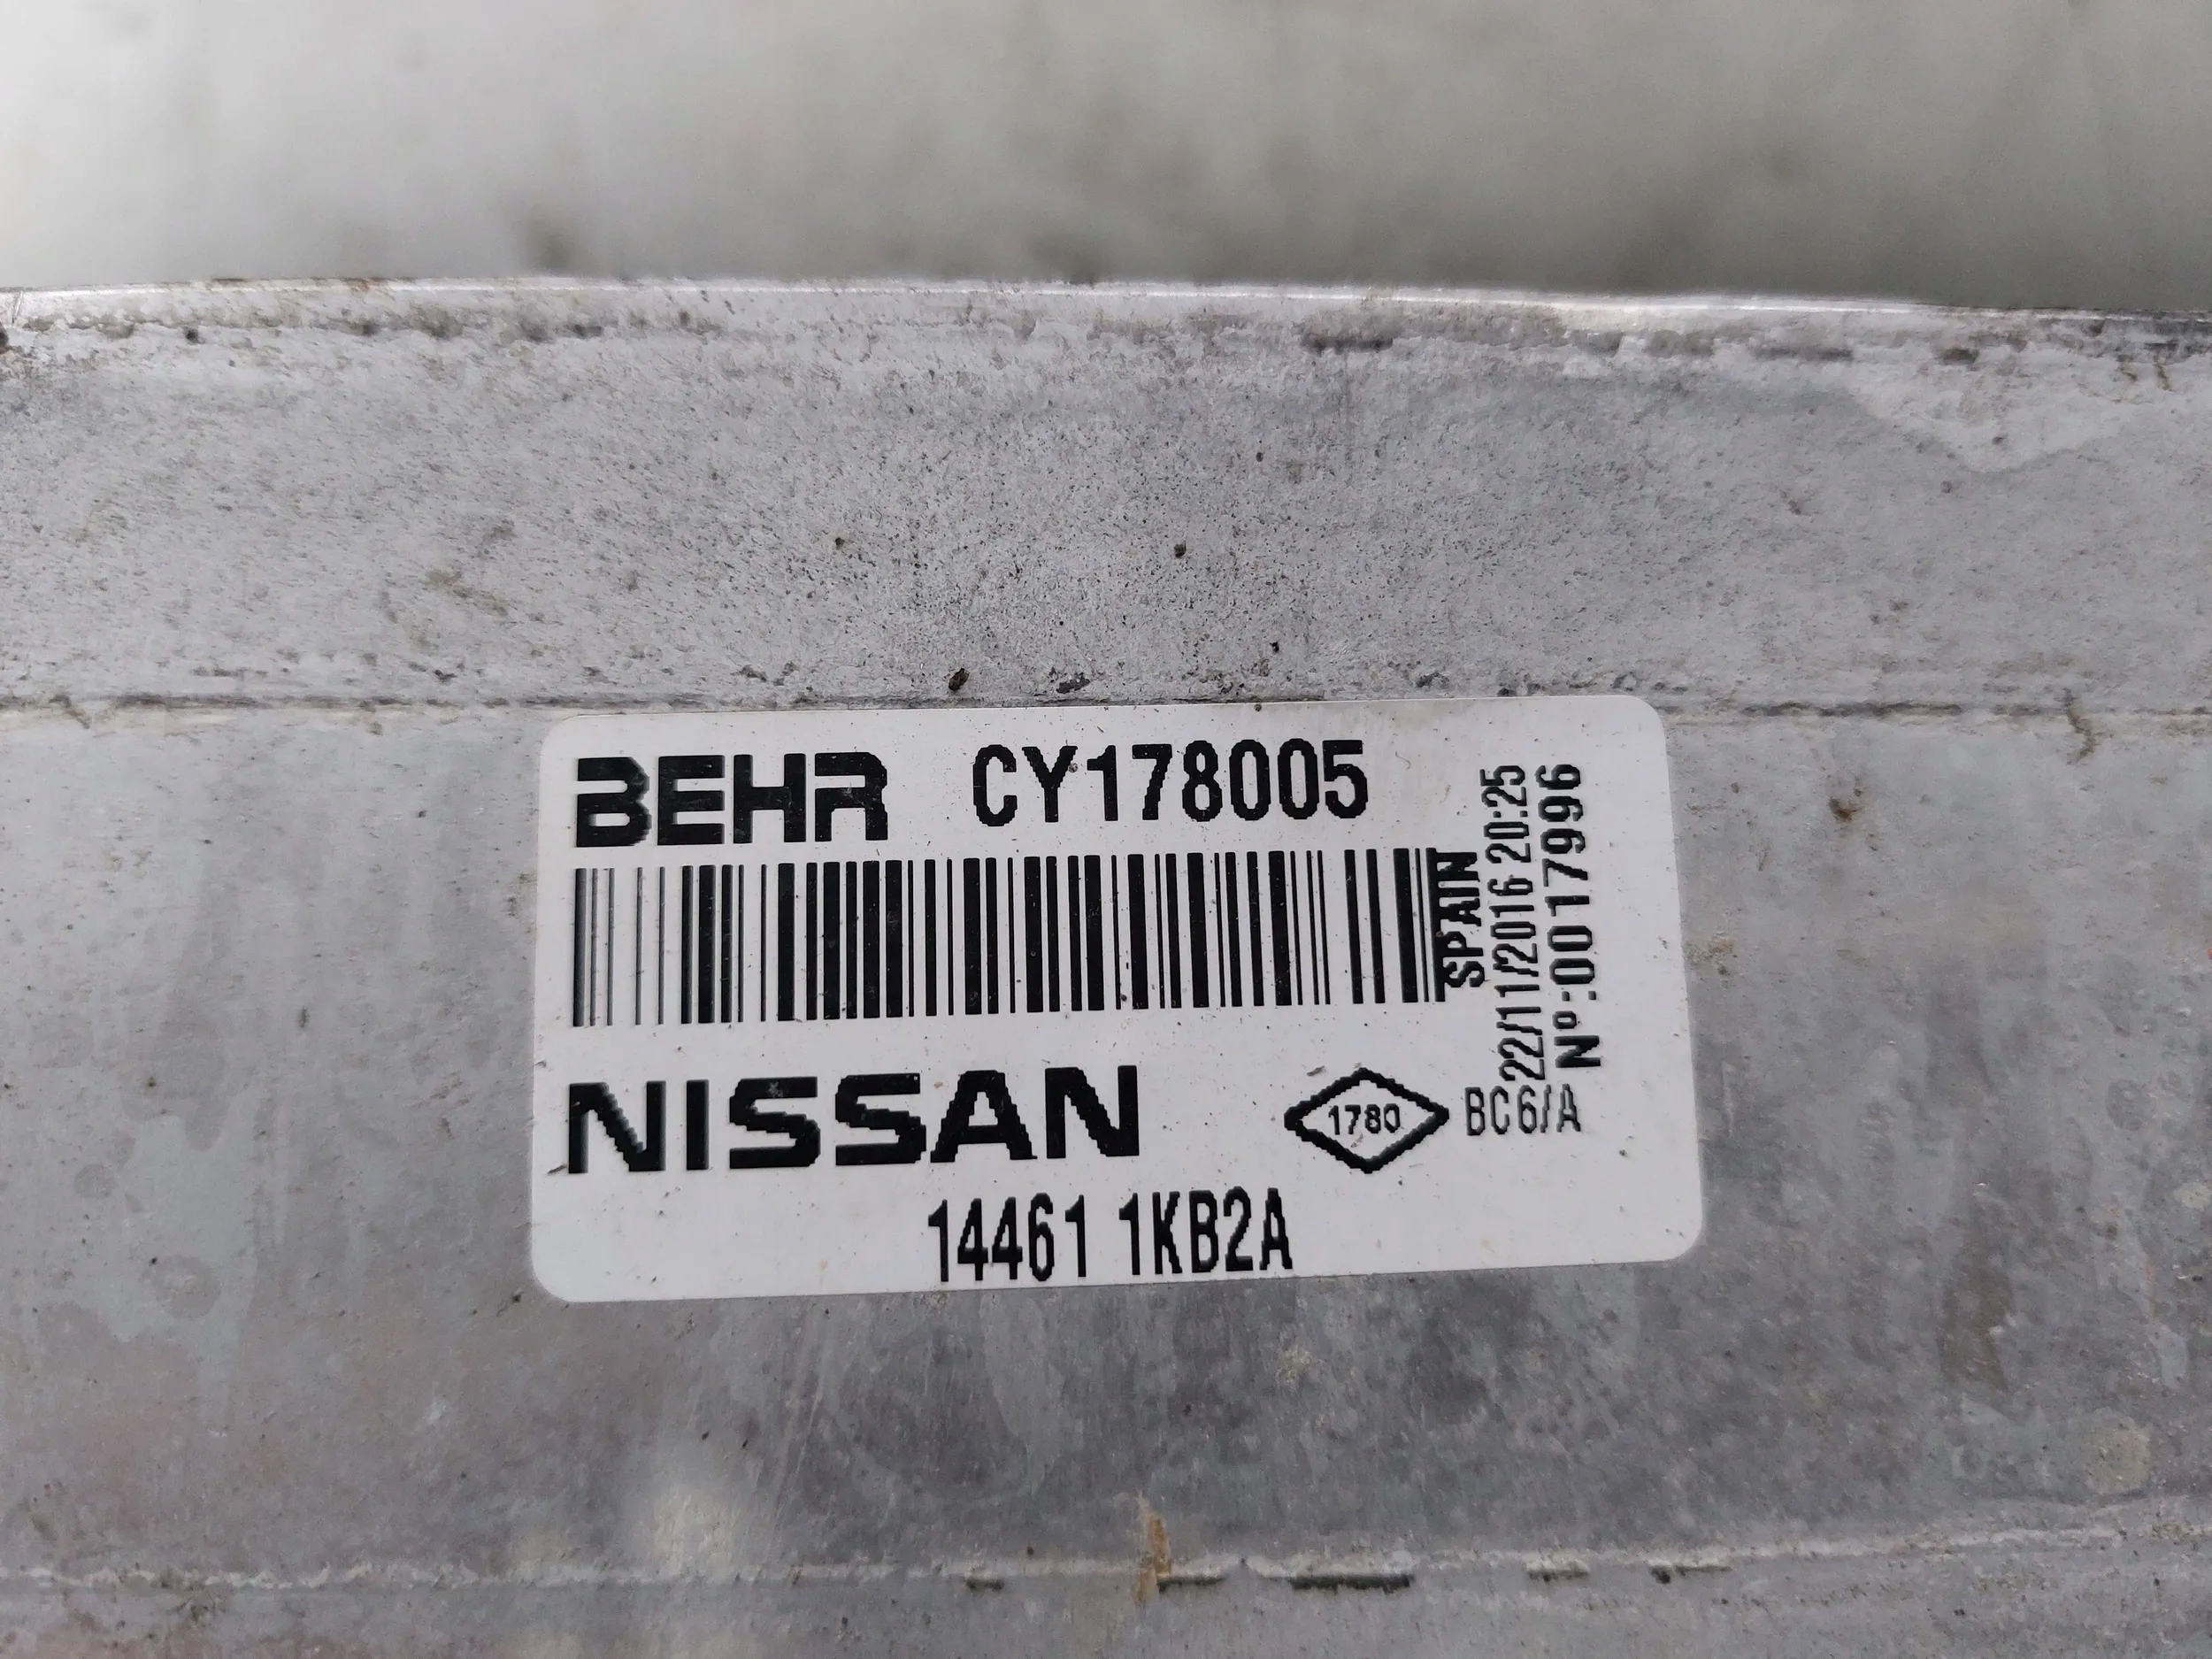 BEHR CY178005
SPAIN
22/11/2016 20:25
Nº:0017996
NISSAN 1780 BC6/A
14461 1KB2A